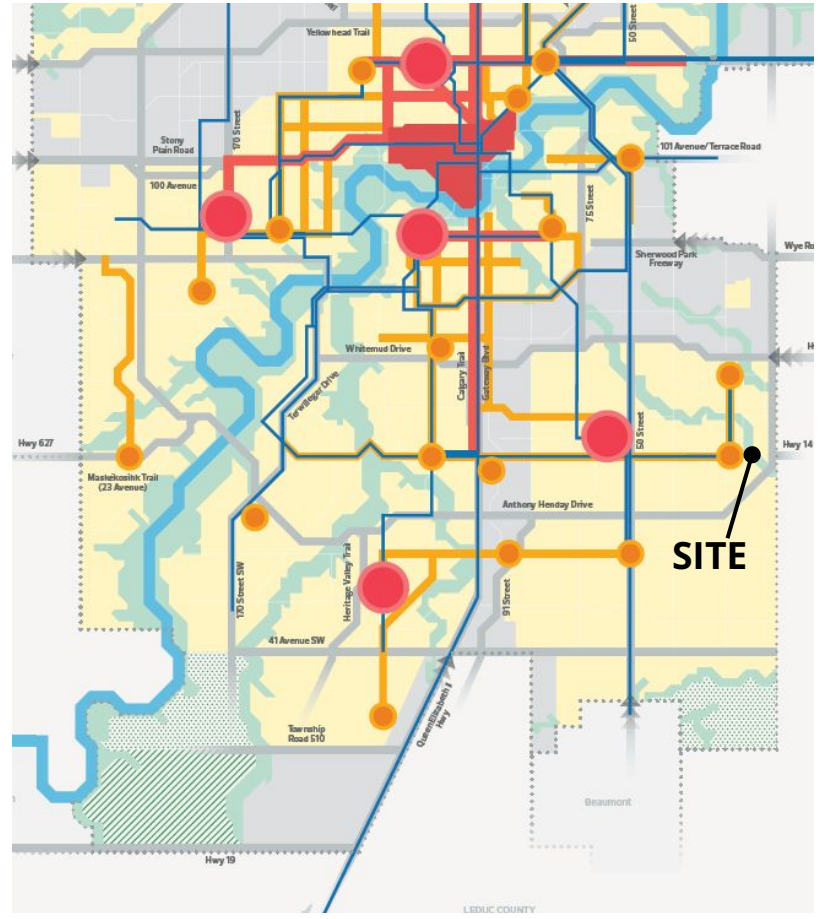 50 Street
Yellowhead Trail
170 Street
Stony
Plain Road
101 Avenue/Terrace Road
100 Avenue
75 Street
Wye Ro
Sherwood Park
Freeway
Whitemud Drive
Calgary Trail
Gateway Blvd
Terwillegar Drive
50 Street
Hwy 627
Hwy 14
Maskekosihk Trail
(23 Avenue)
Anthony Henday Drive
SITE
170 Street SW
Heritage Valley Trail
91 Street
41 Avenue SW
Township
Road 510
Queen Elizabeth II
Hwy
Beaumont
Hwy 19
LEDUC COUNTY